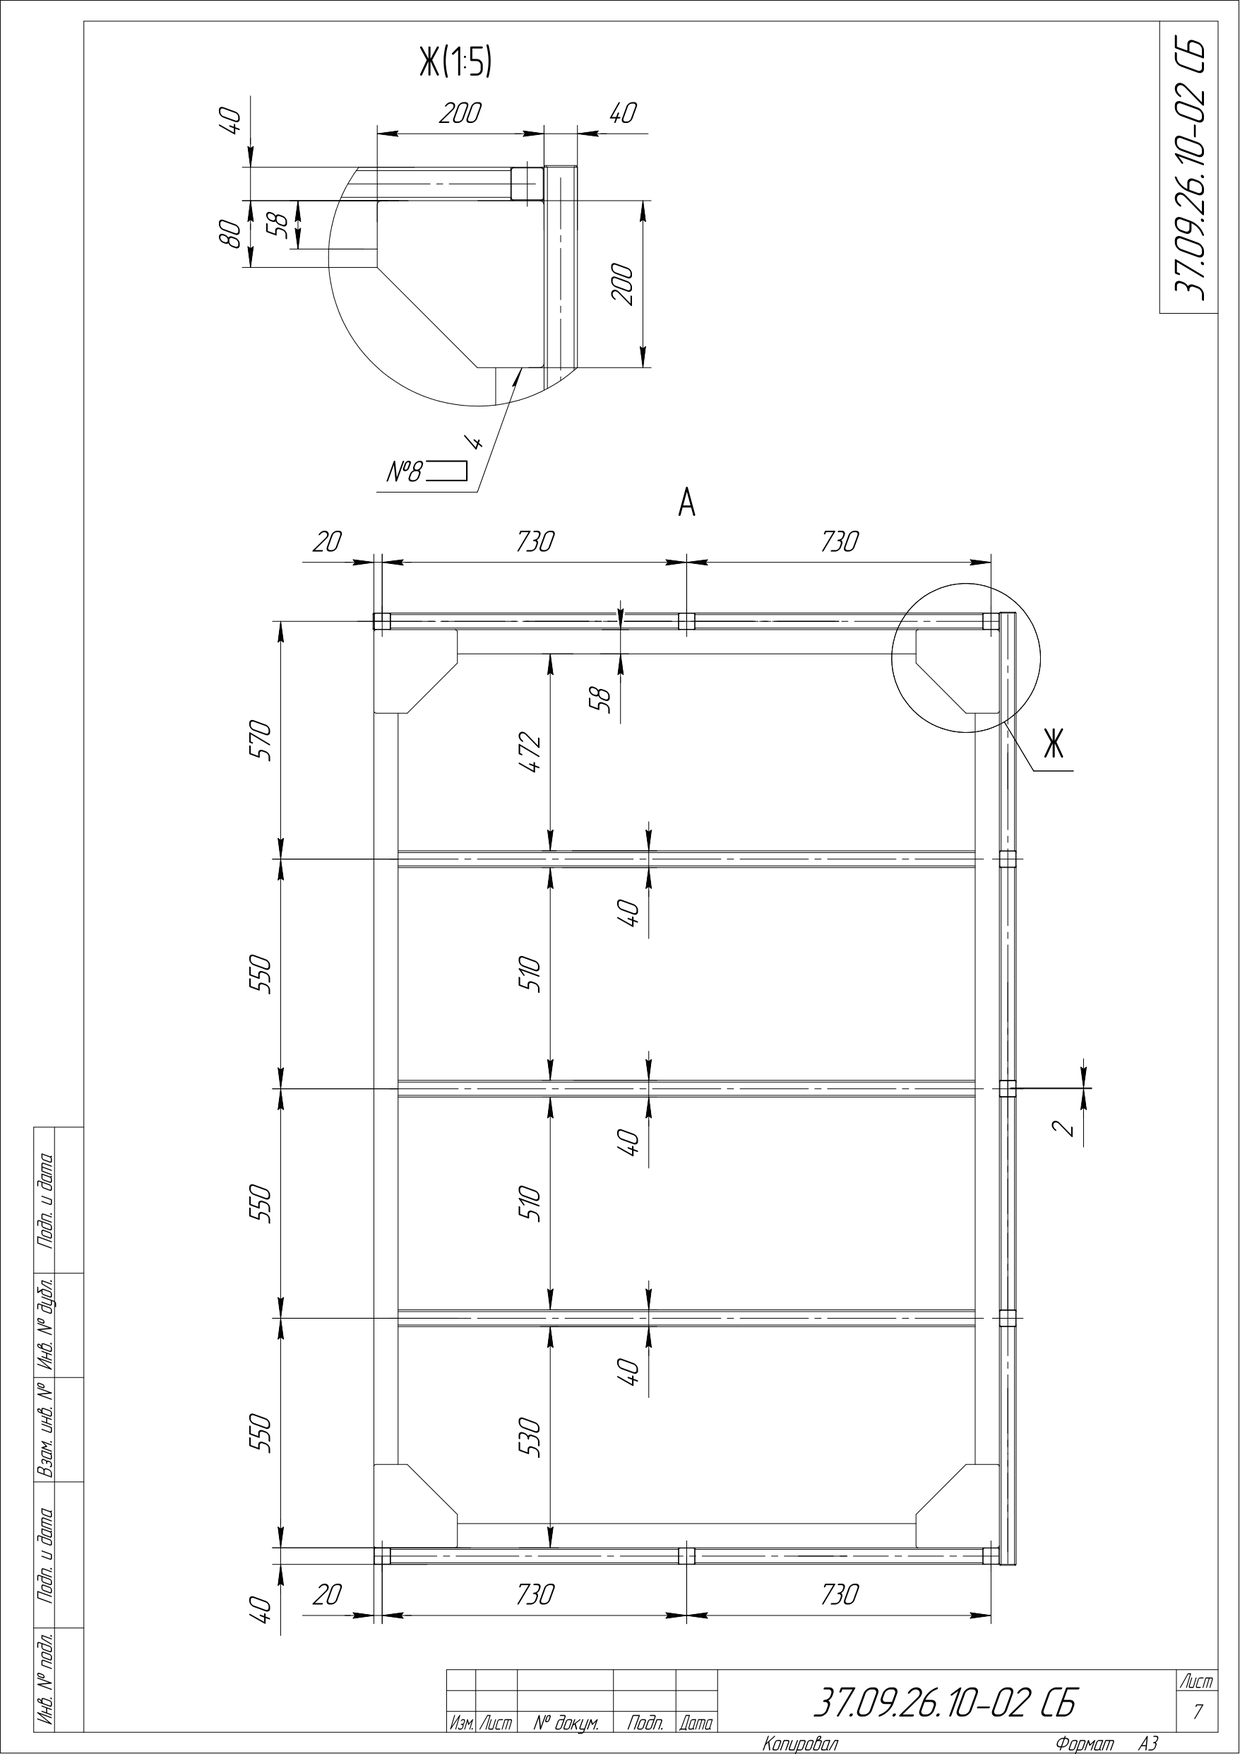 Ж(1:5)
37.09.26.10-02 СБ
200
40
40
80
58
200
№8
4
А
20
730
730
570
58
472
Ж
40
550
510
40
2
550
510
40
550
530
40
20
730
730
Подп. и дата
Инв. № дубл.
Взам. инв. №
Подп. и дата
Инв. № подл.
37.09.26.10-02 СБ
Лист
7
Изм. Лист № докум. Подп. Дата
Копировал Формат А3